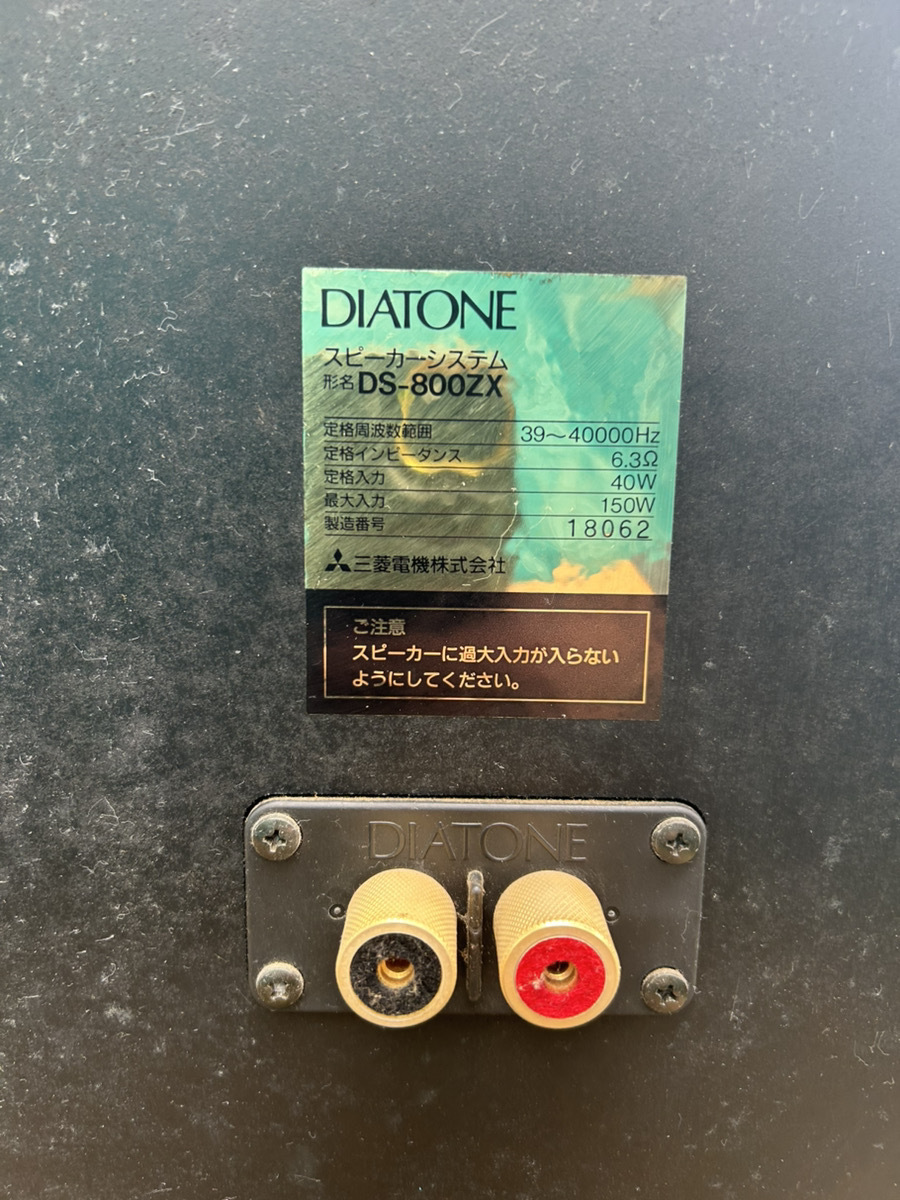 DIATONE
スピーカーシステム
形名 DS-800ZX
定格周波数範囲 39〜40000Hz
定格インピーダンス 6.3Ω
定格入力 40W
最大入力 150W
製造番号 18062
三菱電機株式会社
ご注意
スピーカーに過大入力が入らない
ようにしてください。
DIATONE